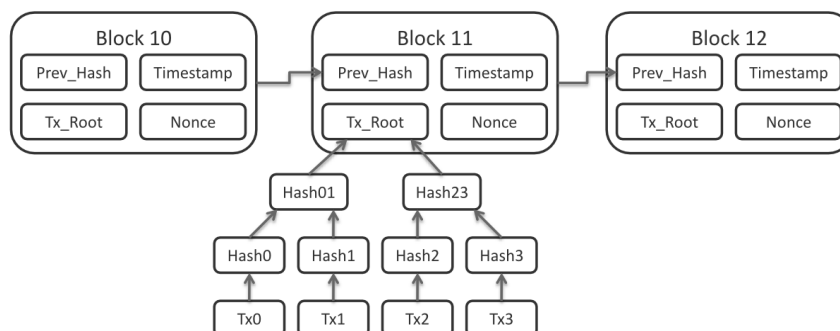 Block 10
Block 11
Block 12
Prev_Hash Timestamp
Prev_Hash Timestamp
Prev_Hash Timestamp
Tx_Root Nonce
Tx_Root Nonce
Tx_Root Nonce
Hash01
Hash23
Hash0
Hash1
Hash2
Hash3
Tx0
Tx1
Tx2
Tx3